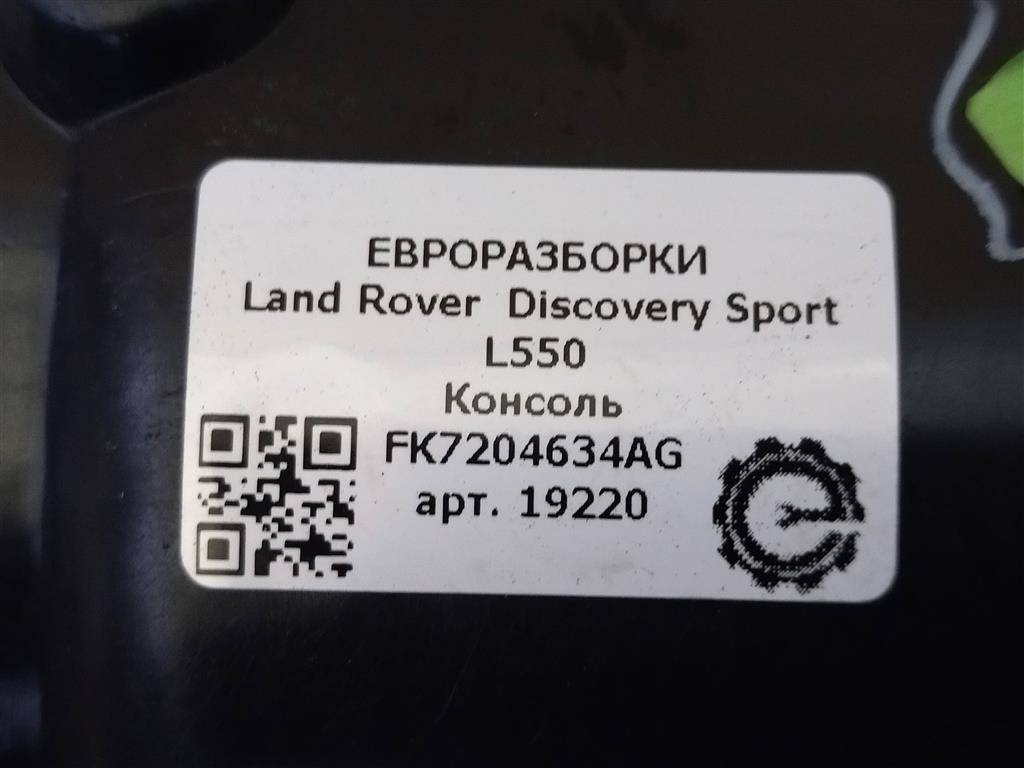 ЕВРОРАЗБОРКИ
Land Rover Discovery Sport
L550
Консоль
FK7204634AG
арт. 19220